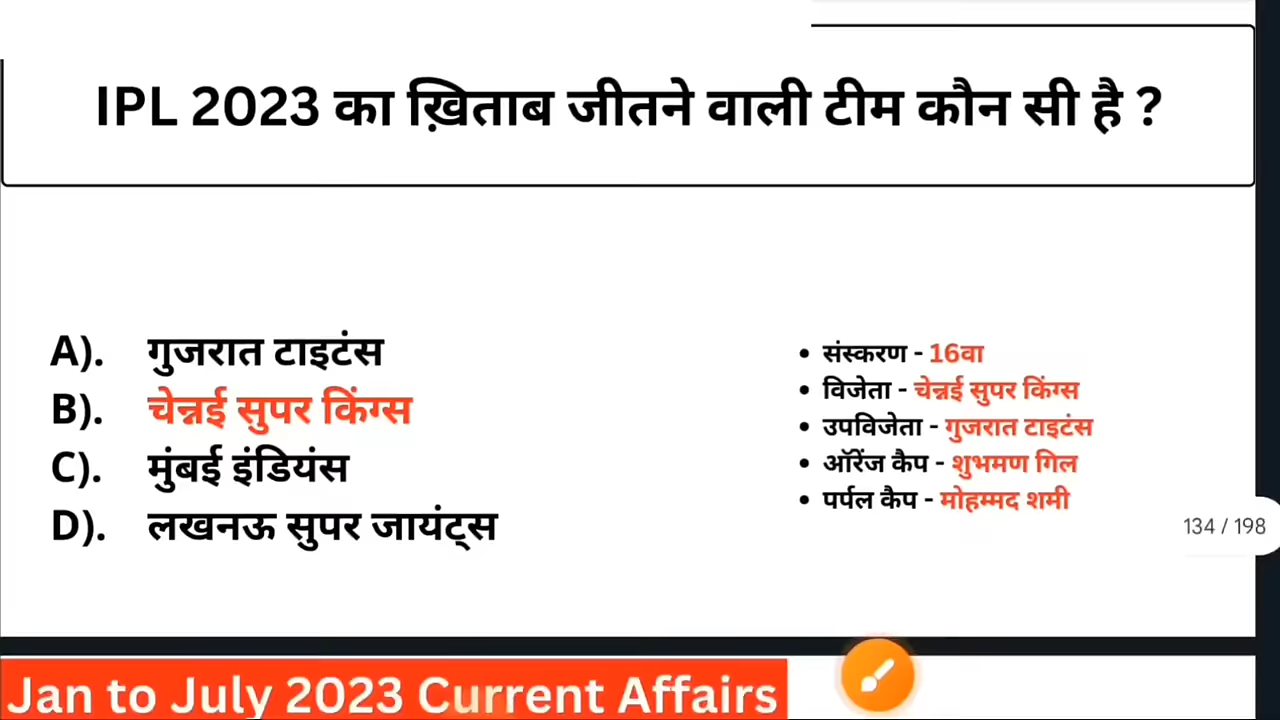 IPL 2023 का ख़िताब जीतने वाली टीम कौन सी है ?
A). गुजरात टाइटंस
B). चेन्नई सुपर किंग्स
C). मुंबई इंडियंस
D). लखनऊ सुपर जायंट्स
• संस्करण - 16वा
• विजेता - चेन्नई सुपर किंग्स
• उपविजेता - गुजरात टाइटंस
• ऑरेंज कैप - शुभमण गिल
• पर्पल कैप - मोहम्मद शमी
134 / 198
Jan to July 2023 Current Affairs